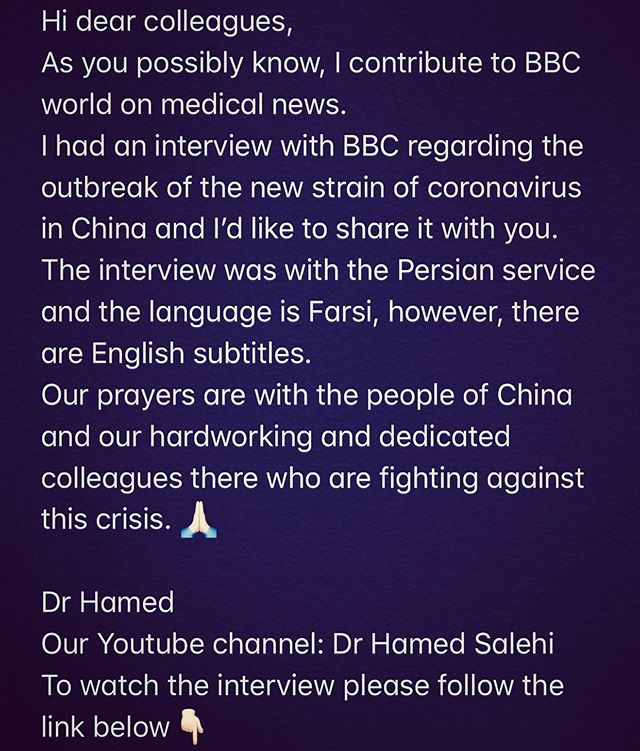 Hi dear colleagues,
As you possibly know, I contribute to BBC
world on medical news.
I had an interview with BBC regarding the
outbreak of the new strain of coronavirus
in China and I’d like to share it with you.
The interview was with the Persian service
and the language is Farsi, however, there
are English subtitles.
Our prayers are with the people of China
and our hardworking and dedicated
colleagues there who are fighting against
this crisis. 🙏🏻
Dr Hamed
Our Youtube channel: Dr Hamed Salehi
To watch the interview please follow the
link below 👇🏻